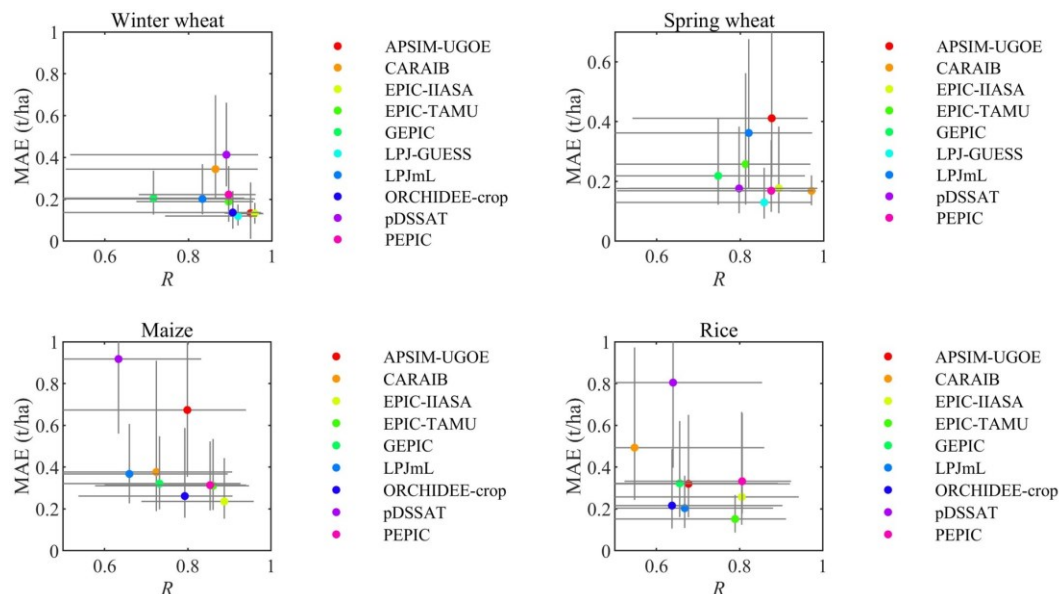 Winter wheat
MAE (t/ha)
1
0.8
0.6
0.4
0.2
0
0.6
0.8
1
R
APSIM-UGOE
CARAIB
EPIC-IIASA
EPIC-TAMU
GEPIC
LPJ-GUESS
LPJmL
ORCHIDEE-crop
pDSSAT
PEPIC
Spring wheat
MAE (t/ha)
0.6
0.4
0.2
0
0.6
0.8
1
R
APSIM-UGOE
CARAIB
EPIC-IIASA
EPIC-TAMU
GEPIC
LPJ-GUESS
LPJmL
pDSSAT
PEPIC
Maize
MAE (t/ha)
1
0.8
0.6
0.4
0.2
0
0.6
0.8
1
R
APSIM-UGOE
CARAIB
EPIC-IIASA
EPIC-TAMU
GEPIC
LPJmL
ORCHIDEE-crop
pDSSAT
PEPIC
Rice
MAE (t/ha)
1
0.8
0.6
0.4
0.2
0
0.6
0.8
1
R
APSIM-UGOE
CARAIB
EPIC-IIASA
EPIC-TAMU
GEPIC
LPJmL
ORCHIDEE-crop
pDSSAT
PEPIC